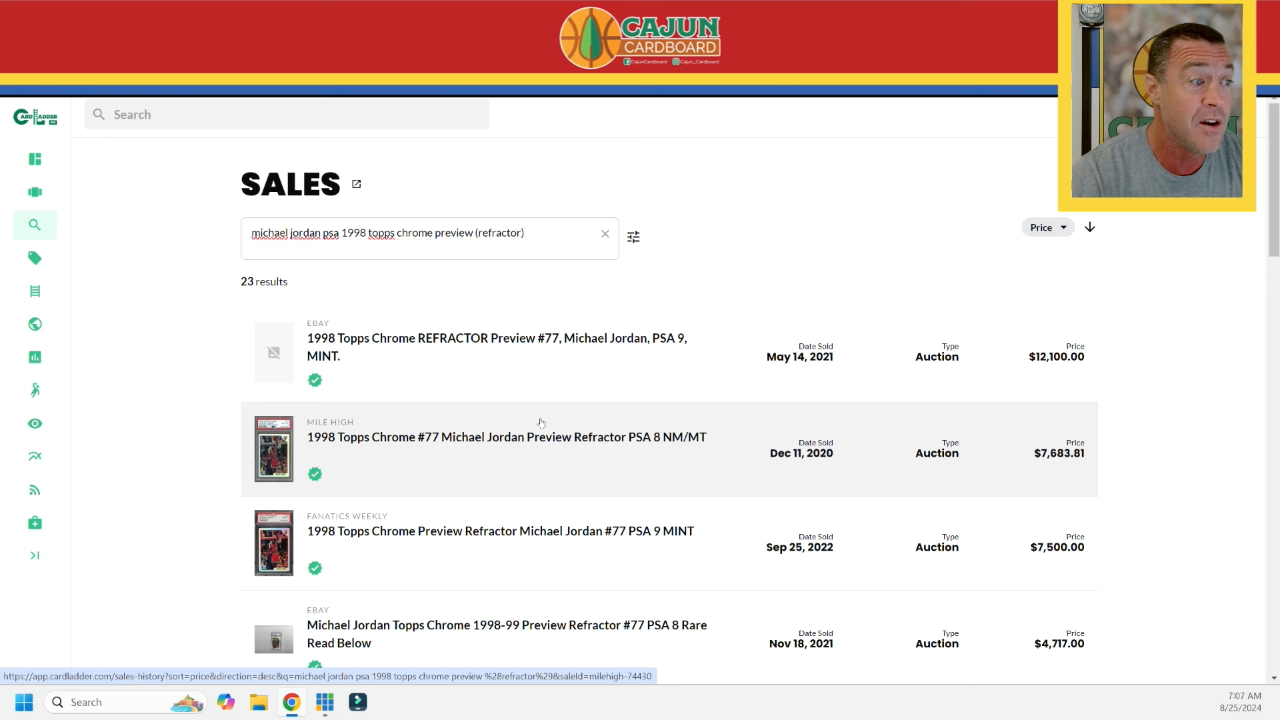 CAJUN
CARDBOARD
CajunCardboard Cajun_Cardboard
CARD LADDER
Search
SALES
michael jordan psa 1998 topps chrome preview (refractor)
Price
23 results
EBAY
1998 Topps Chrome REFRACTOR Preview #77, Michael Jordan, PSA 9,
MINT.
Date Sold
May 14, 2021
Type
Auction
Price
$12,100.00
MILE HIGH
1998 Topps Chrome #77 Michael Jordan Preview Refractor PSA 8 NM/MT
Date Sold
Dec 11, 2020
Type
Auction
Price
$7,683.81
FANATICS WEEKLY
1998 Topps Chrome Preview Refractor Michael Jordan #77 PSA 9 MINT
Date Sold
Sep 25, 2022
Type
Auction
Price
$7,500.00
EBAY
Michael Jordan Topps Chrome 1998-99 Preview Refractor #77 PSA 8 Rare
Read Below
Date Sold
Nov 18, 2021
Type
Auction
Price
$4,717.00
https://app.cardladder.com/sales-history?sort=price&direction=desc&q=michael jordan psa 1998 topps chrome preview %28refractor%29&saleId=milehigh-74430
Search
7:07 AM
8/25/2024